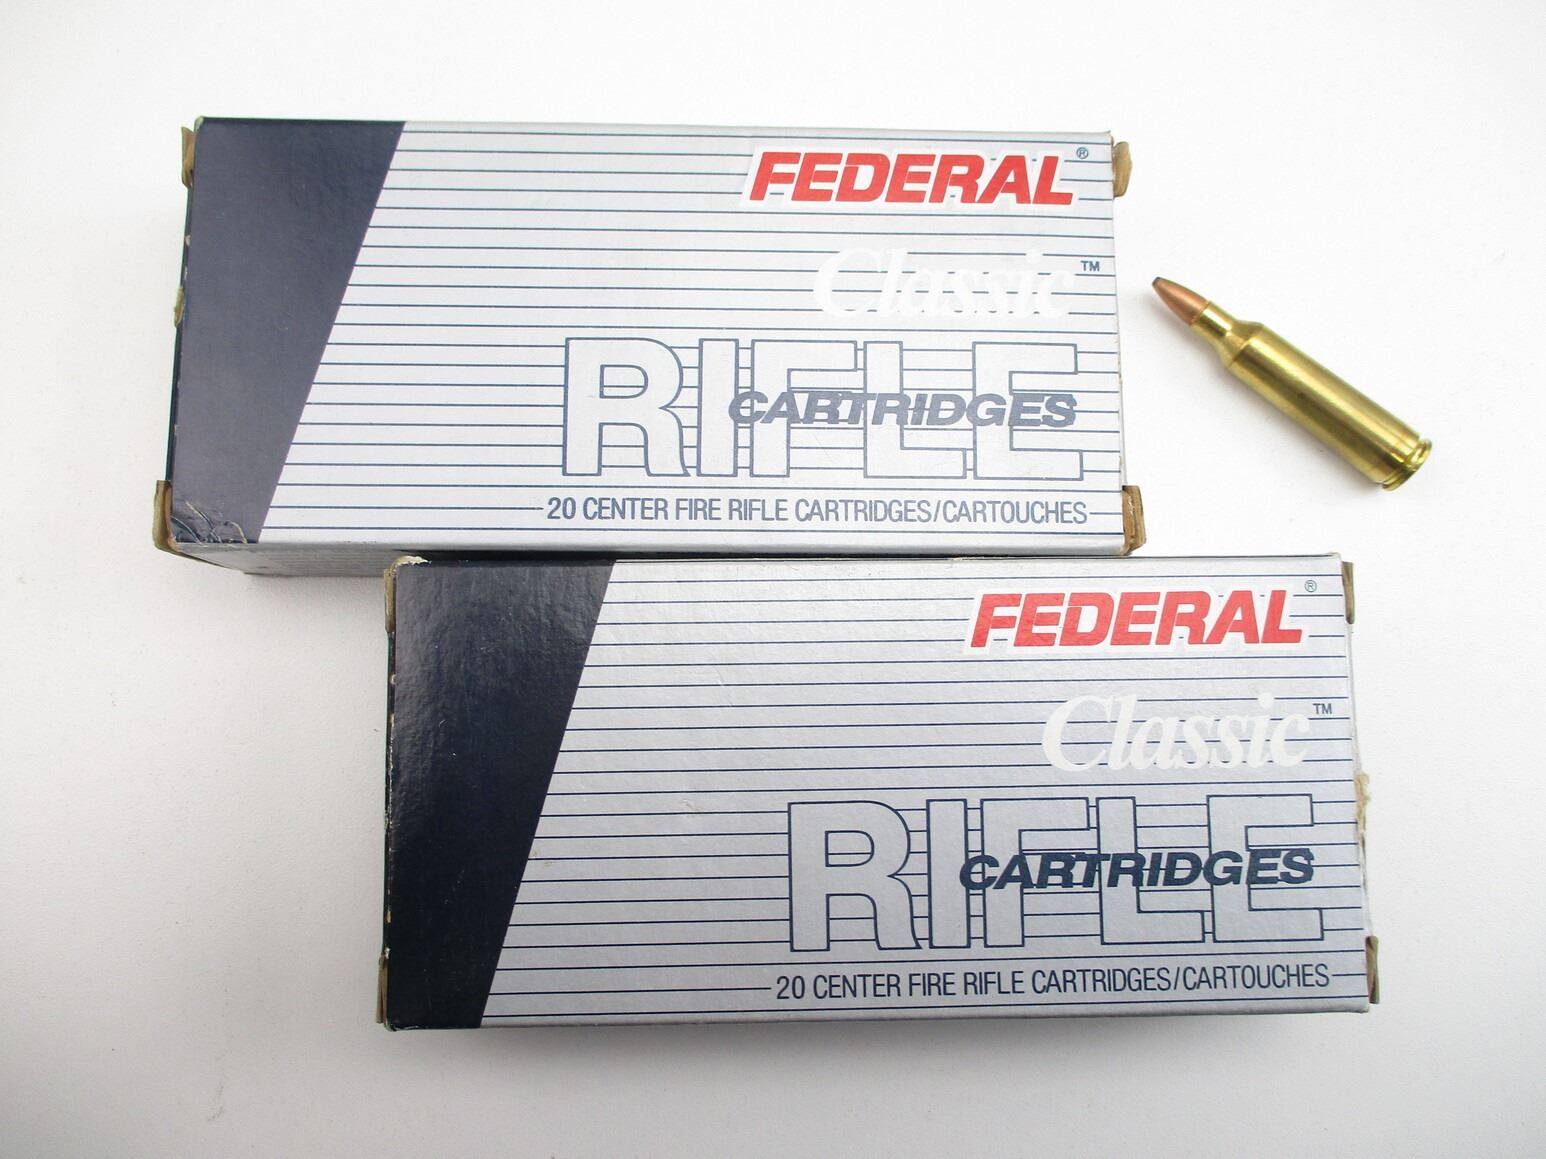 FEDERAL®
Classic™
RIFLE
CARTRIDGES
20 CENTER FIRE RIFLE CARTRIDGES/CARTOUCHES
FEDERAL®
Classic™
RIFLE
CARTRIDGES
20 CENTER FIRE RIFLE CARTRIDGES/CARTOUCHES